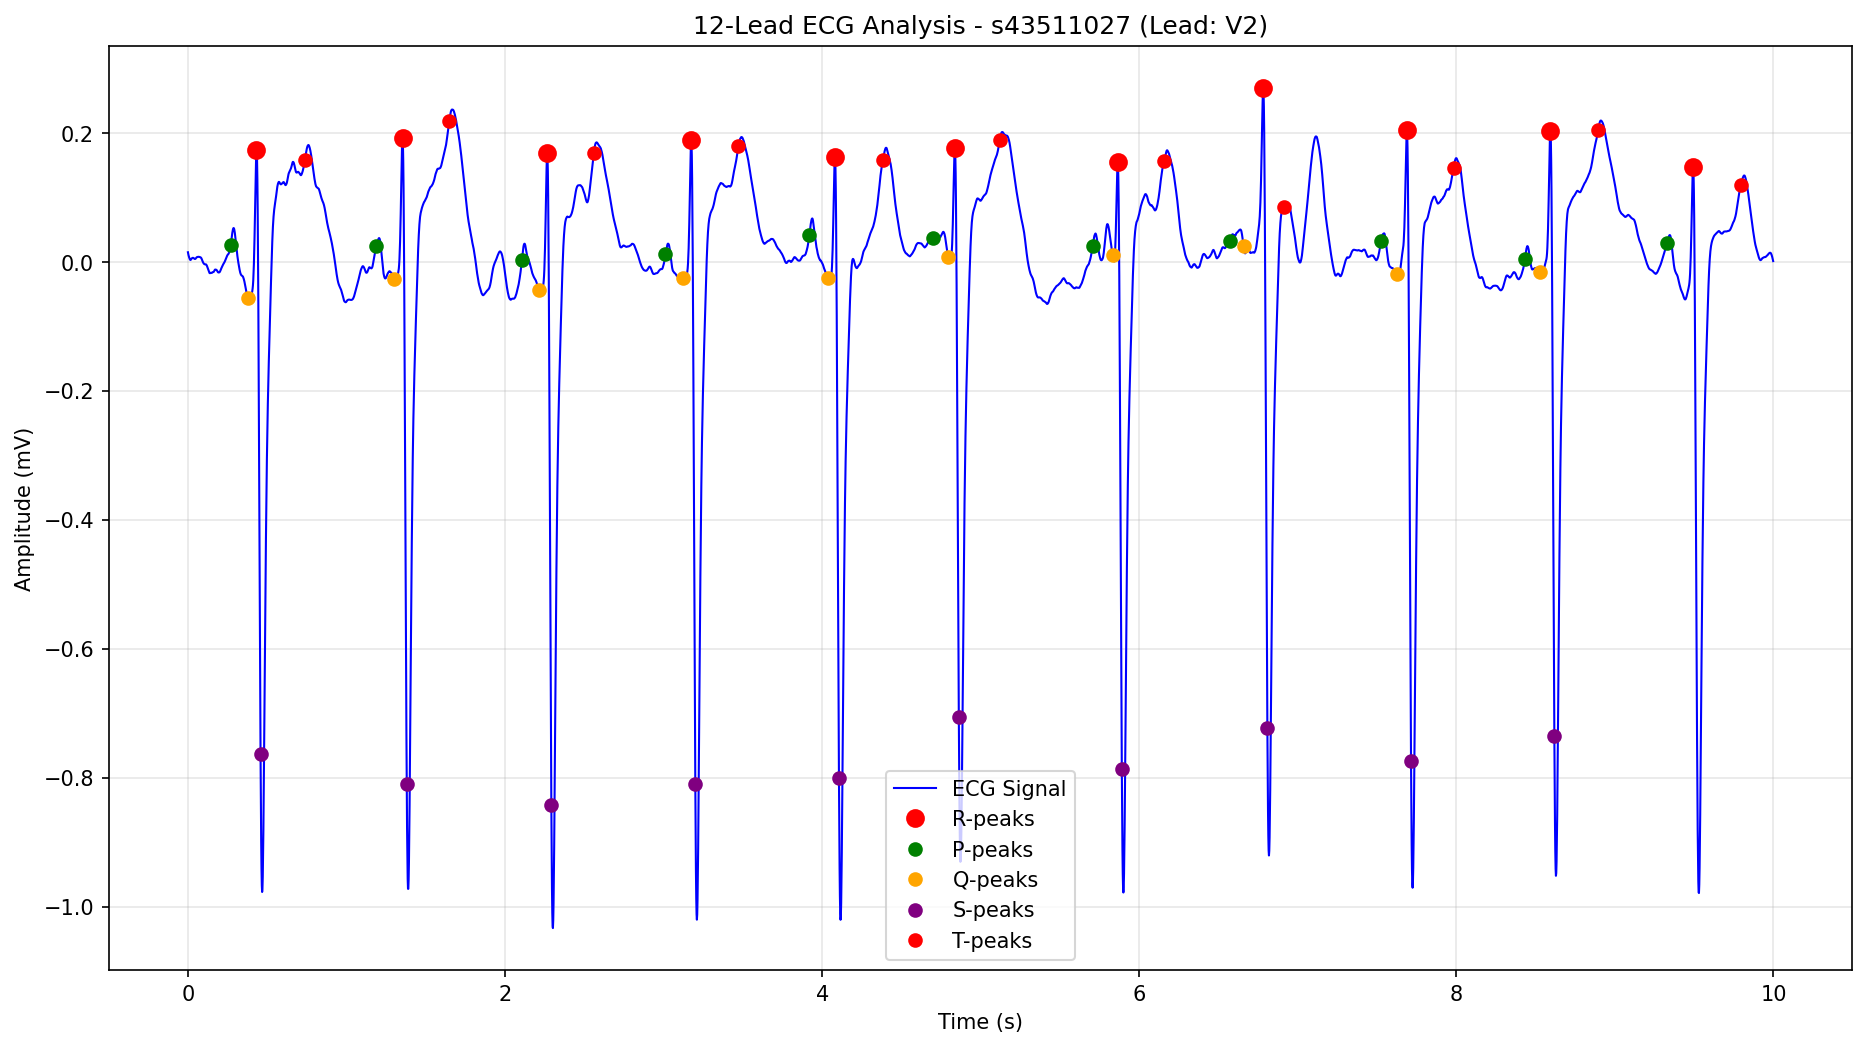 12-Lead ECG Analysis - s43511027 (Lead: V2)
Amplitude (mV)
0.2
0.0
−0.2
−0.4
−0.6
−0.8
−1.0
ECG Signal
R-peaks
P-peaks
Q-peaks
S-peaks
T-peaks
0 2 4 6 8 10
Time (s)